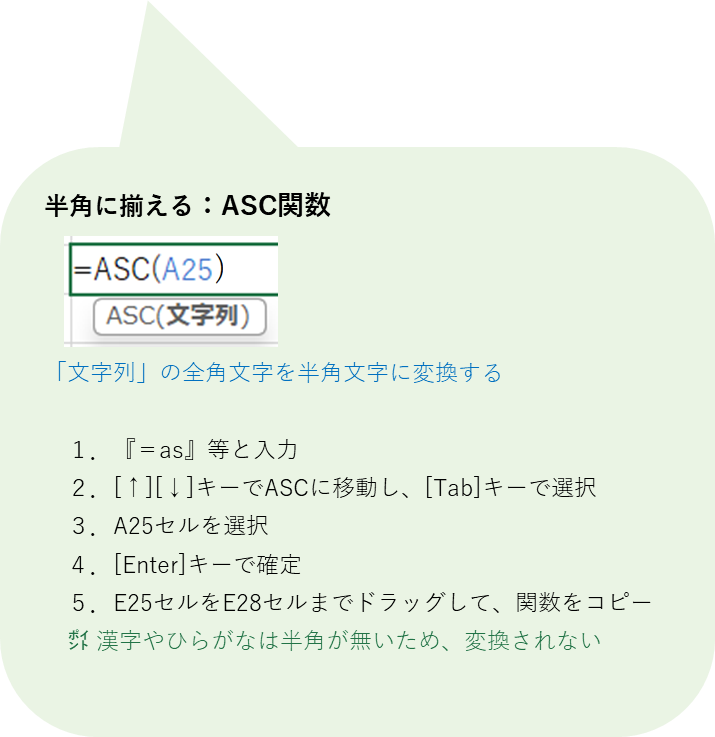 半角に揃える：ASC関数
=ASC(A25)
ASC(文字列)
「文字列」の全角文字を半角文字に変換する
１．『＝as』等と入力
２．[↑][↓]キーでASCに移動し、[Tab]キーで選択
３．A25セルを選択
４．[Enter]キーで確定
５．E25セルをE28セルまでドラッグして、関数をコピー
㌽ 漢字やひらがなは半角が無いため、変換されない